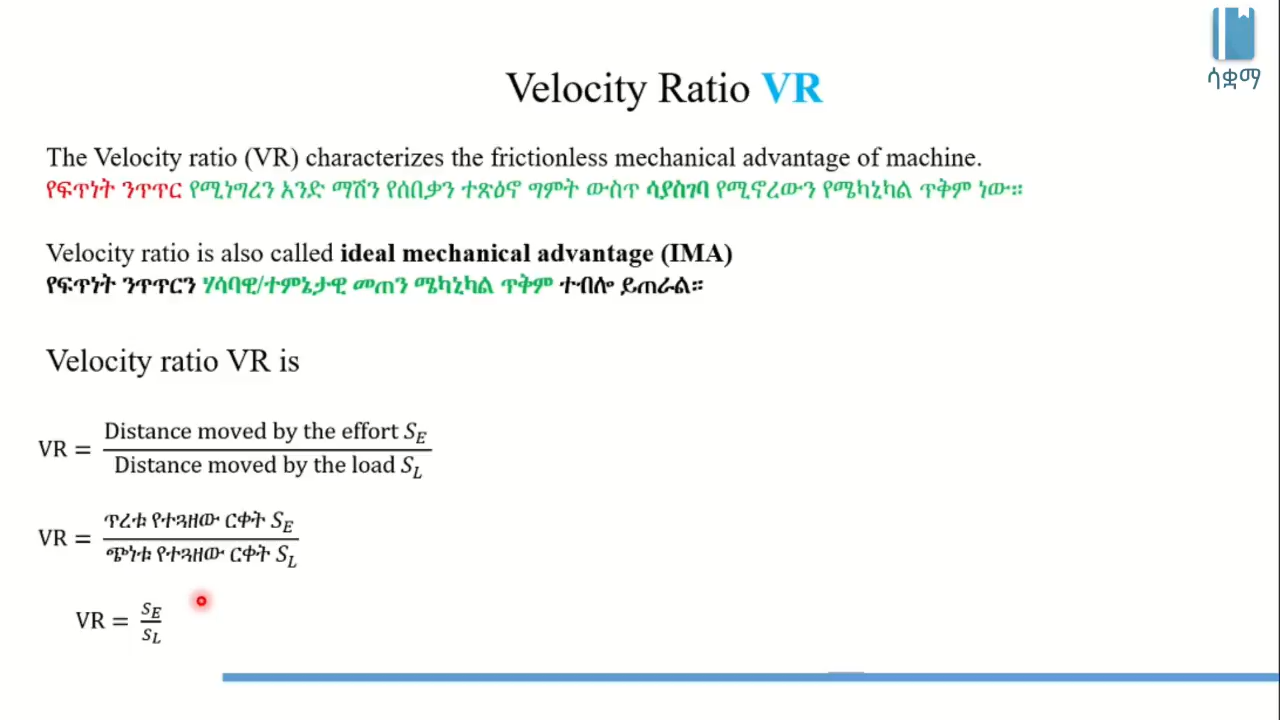 ሳቋማ
Velocity Ratio VR
The Velocity ratio (VR) characterizes the frictionless mechanical advantage of machine.
የፍጥነት ንጥጥር የሚነግረን አንድ ማሽን የሰበቃን ተጽዕኖ ግምት ውስጥ ሳያስገባ የሚኖረውን የሜካኒካል ጥቅም ነው።
Velocity ratio is also called ideal mechanical advantage (IMA)
የፍጥነት ንጥጥርን ሃሳባዊ/ተምኔታዊ መጠን ሜካኒካል ጥቅም ተብሎ ይጠራል።
Velocity ratio VR is
VR = Distance moved by the effort S_E / Distance moved by the load S_L
VR = ጥረቱ የተጓዘው ርቀት S_E / ጭነቱ የተጓዘው ርቀት S_L
VR = S_E / S_L